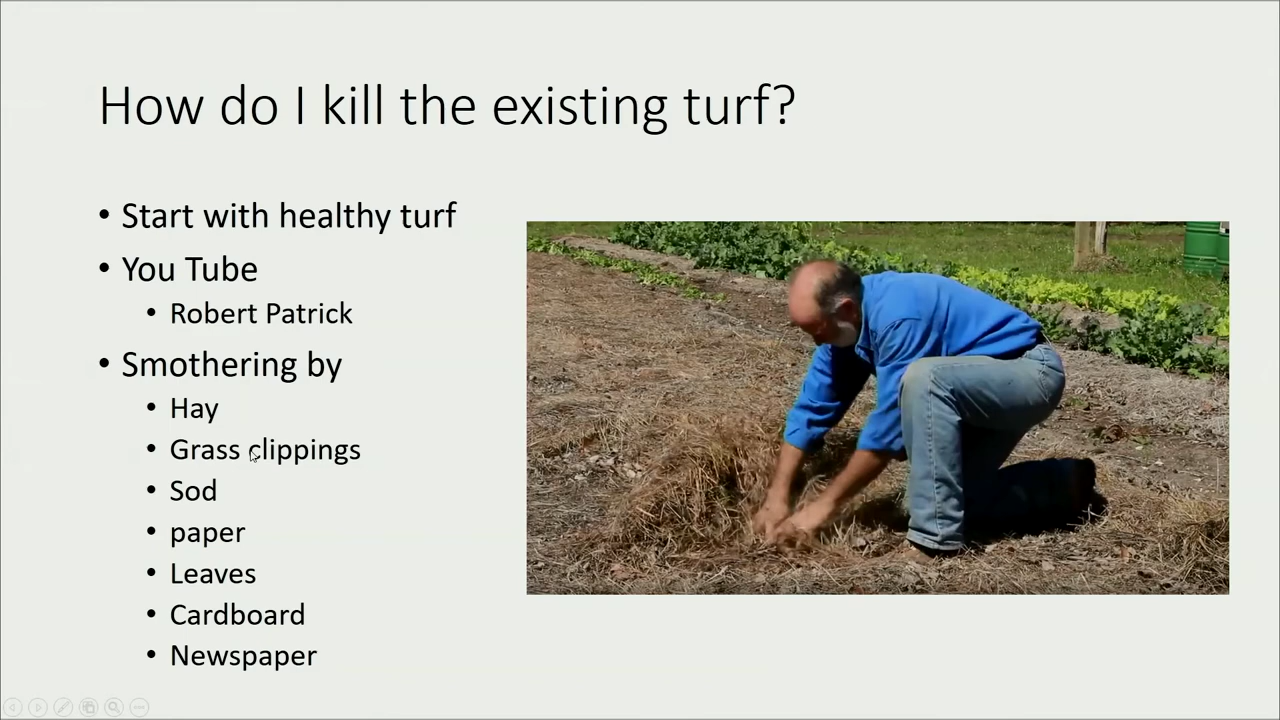 How do I kill the existing turf?
• Start with healthy turf
• You Tube
• Robert Patrick
• Smothering by
• Hay
• Grass clippings
• Sod
• paper
• Leaves
• Cardboard
• Newspaper